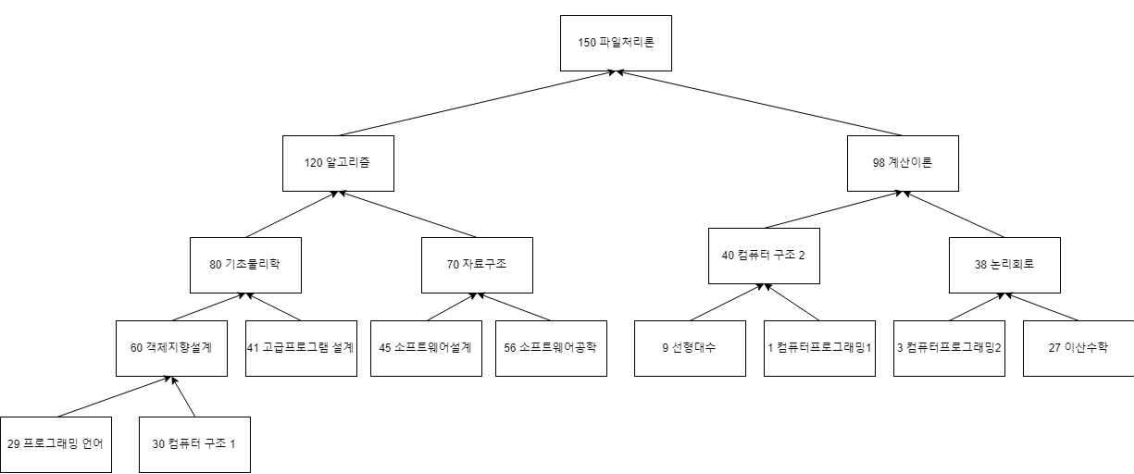 150 파일처리론
120 알고리즘
98 계산이론
80 기초물리학
70 자료구조
40 컴퓨터 구조 2
38 논리회로
60 객체지향설계
41 고급프로그램 설계
45 소프트웨어설계
56 소프트웨어공학
9 선형대수
1 컴퓨터프로그래밍1
3 컴퓨터프로그래밍2
27 이산수학
29 프로그래밍 언어
30 컴퓨터 구조 1